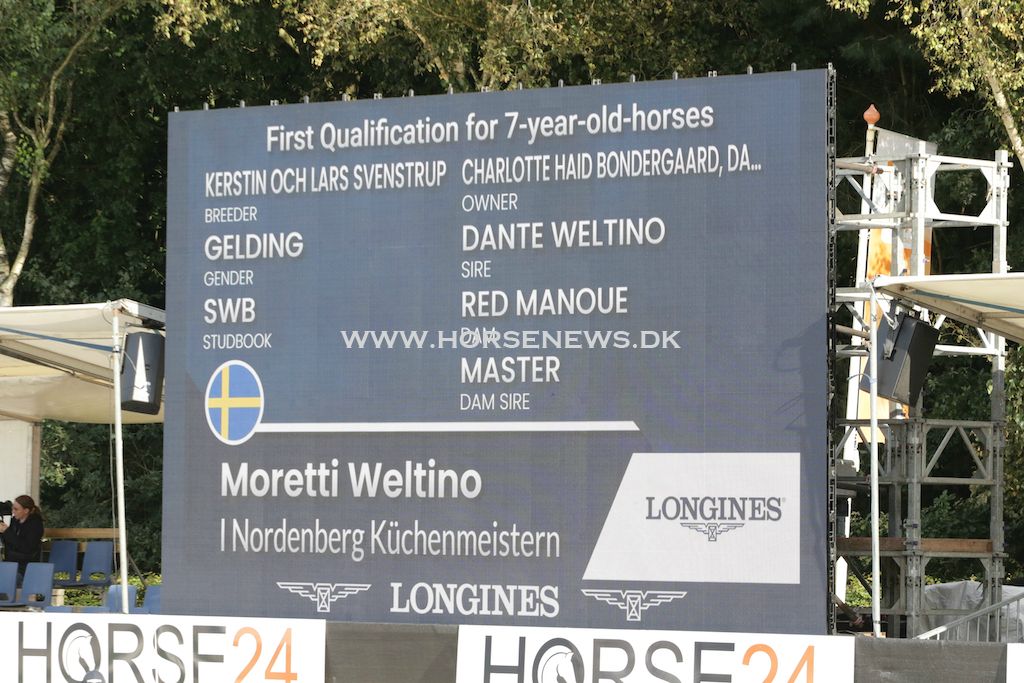 First Qualification for 7-year-old-horses
KERSTIN OCH LARS SVENSTRUP
BREEDER
GELDING
GENDER
SWB
STUDBOOK
CHARLOTTE HAID BONDERGAARD, DA...
OWNER
DANTE WELTINO
SIRE
RED MANOUE
DAM
MASTER
DAM SIRE
WWW.HORSENEWS.DK
Moretti Weltino
I Nordenberg Küchenmeistern
LONGINES
LONGINES
HORSE24
HORSE24